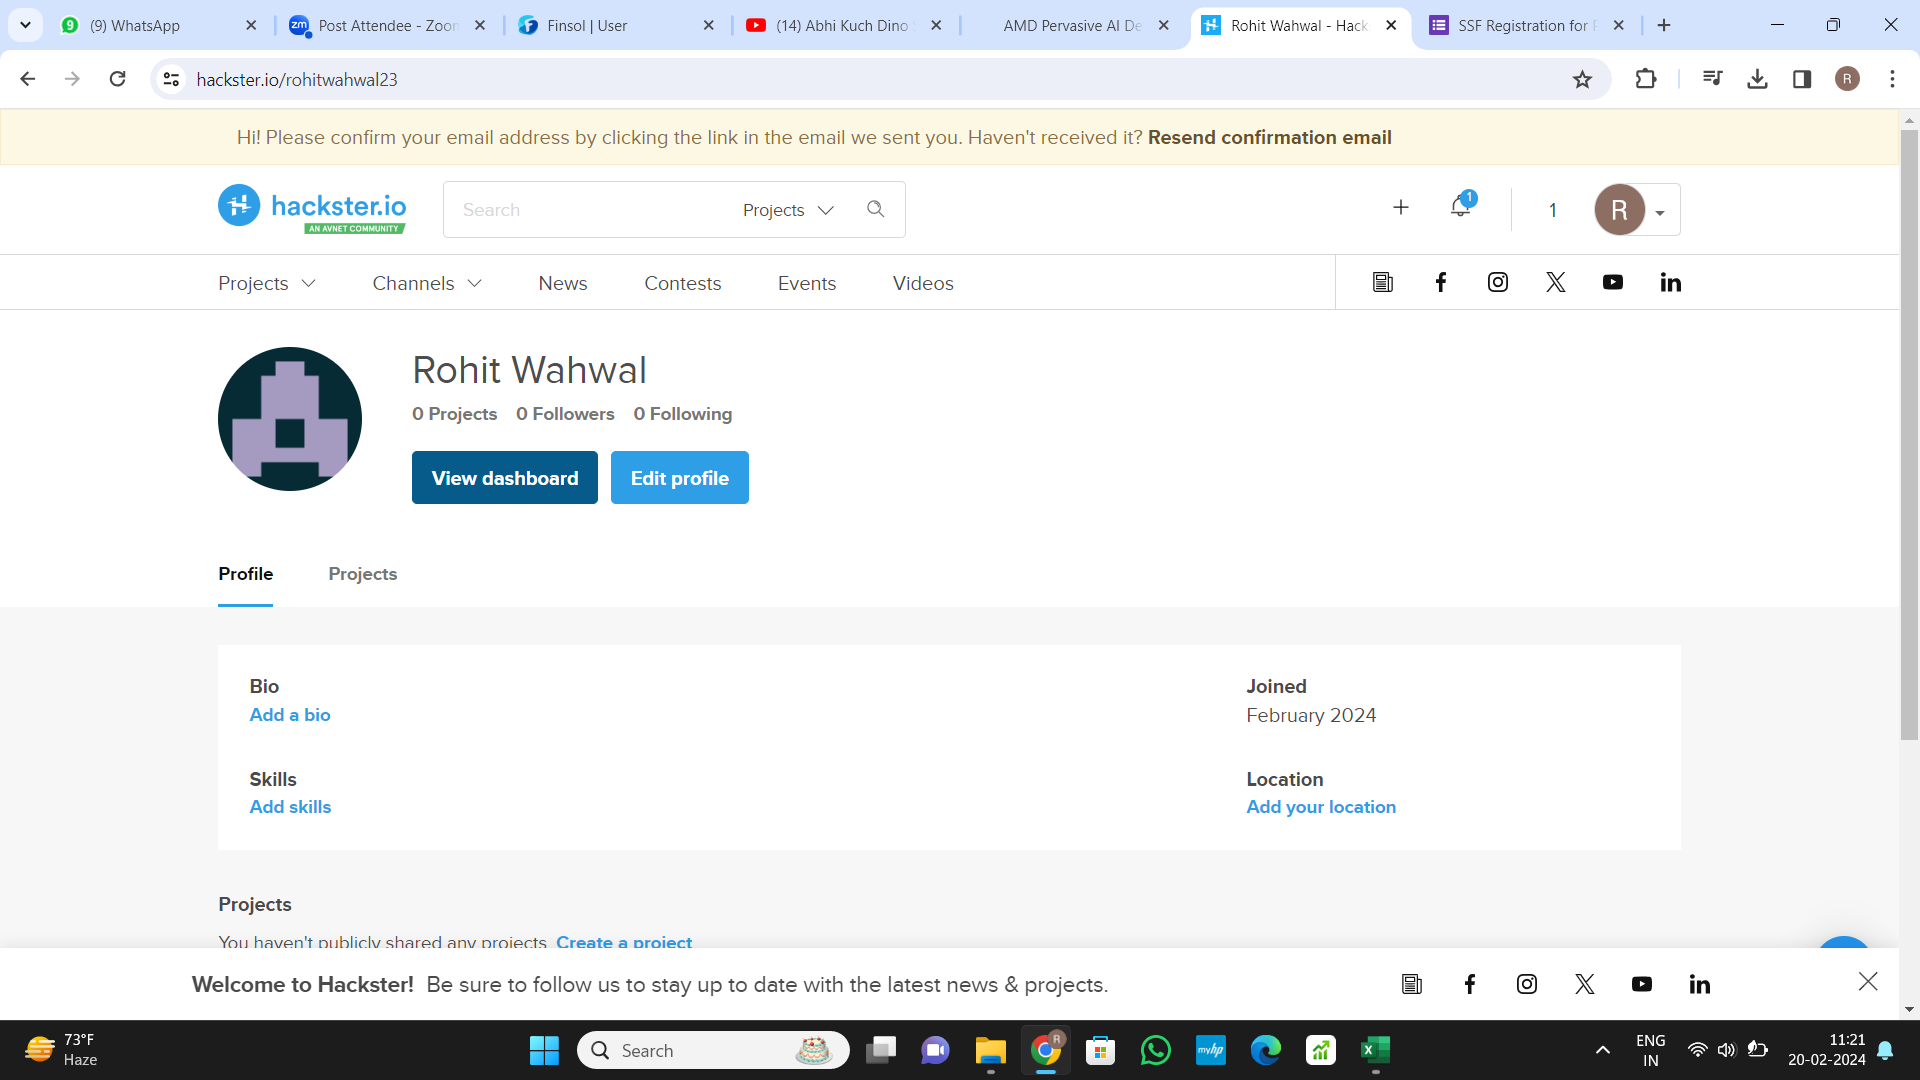 (9) WhatsApp
Post Attendee - Zoom
Finsol | User
(14) Abhi Kuch Dino
AMD Pervasive AI De
Rohit Wahwal - Hack
SSF Registration for
hackster.io/rohitwahwal23
R
Hi! Please confirm your email address by clicking the link in the email we sent you. Haven't received it? Resend confirmation email
hackster.io
AN AVNET COMMUNITY
Search
Projects
1
1
R
Projects
Channels
News
Contests
Events
Videos
Rohit Wahwal
0 Projects 0 Followers 0 Following
View dashboard
Edit profile
Profile
Projects
Bio
Add a bio
Joined
February 2024
Skills
Add skills
Location
Add your location
Projects
You haven't publicly shared any projects. Create a project
Welcome to Hackster! Be sure to follow us to stay up to date with the latest news & projects.
73°F
Haze
Search
R
myhp
ENG
IN
11:21
20-02-2024